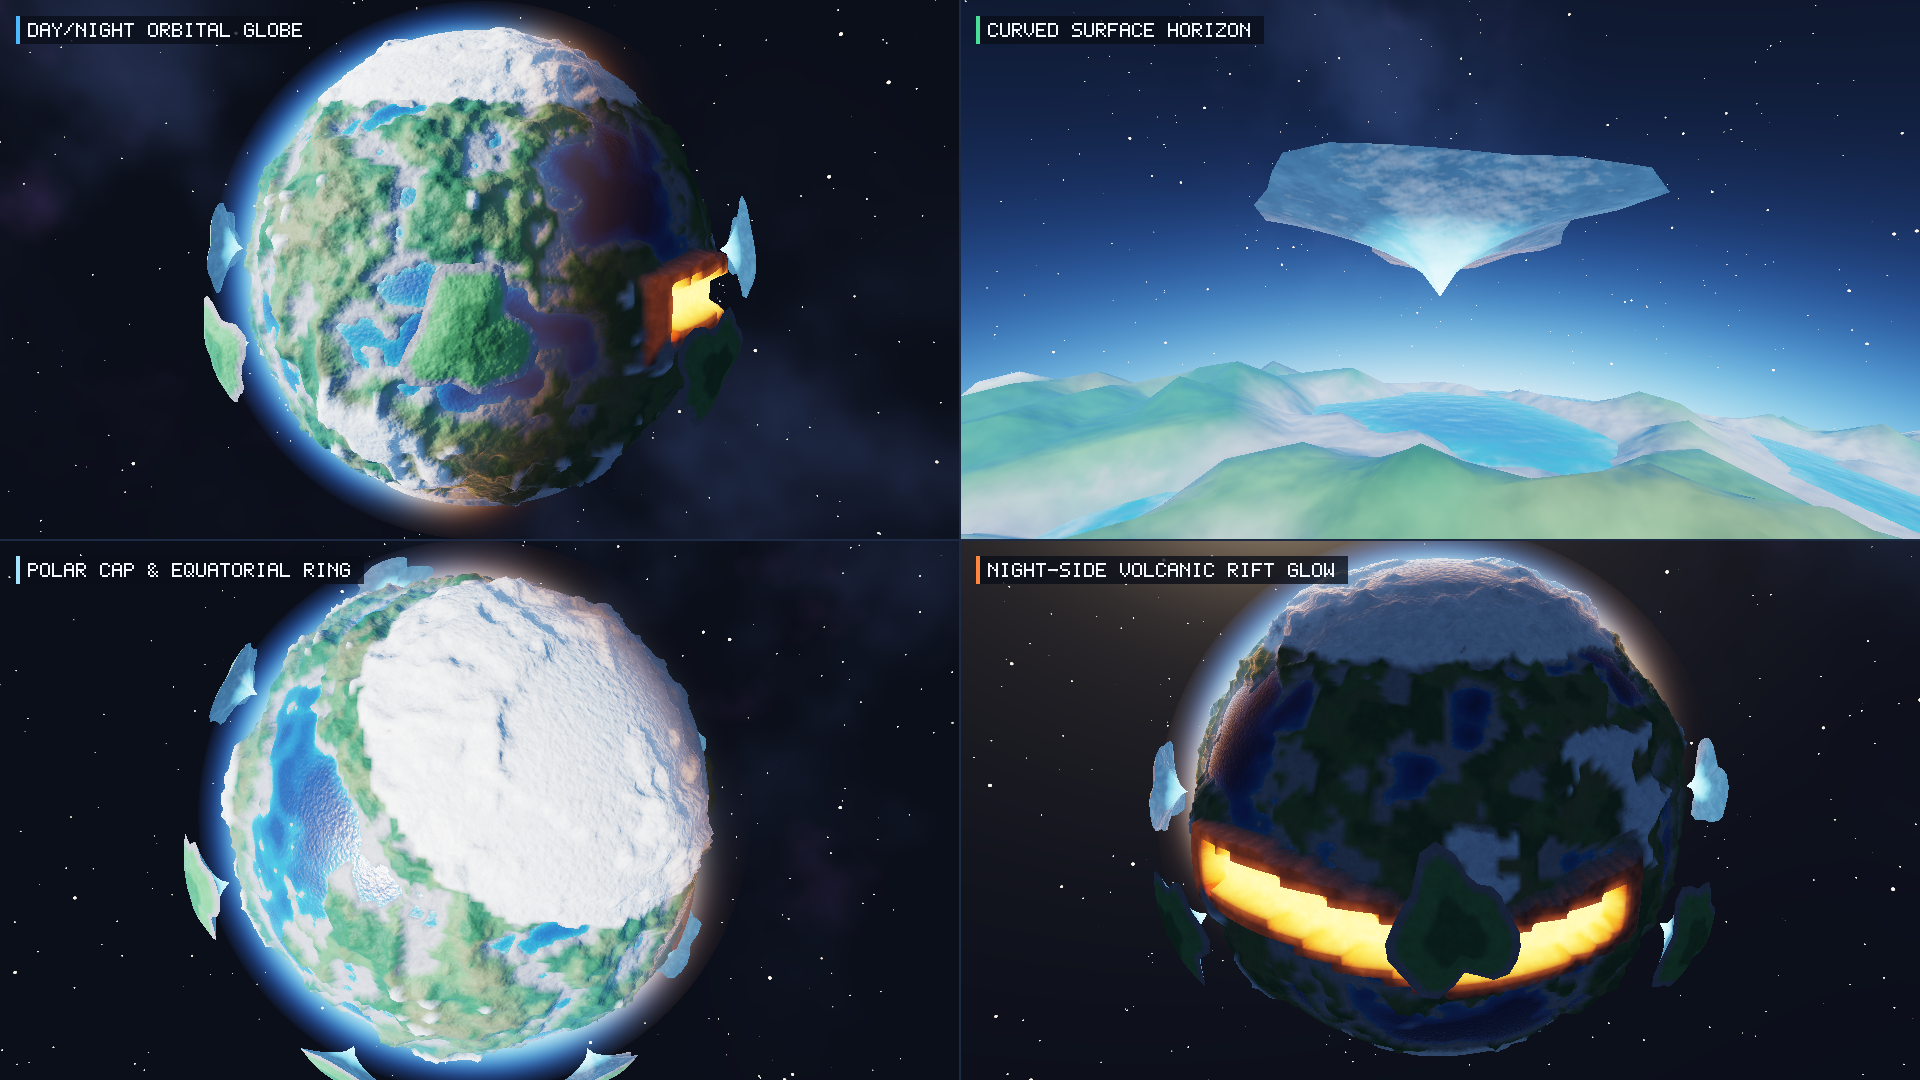 DAY/NIGHT ORBITAL GLOBE
CURVED SURFACE HORIZON
POLAR CAP & EQUATORIAL RING
NIGHT-SIDE VOLCANIC RIFT GLOW